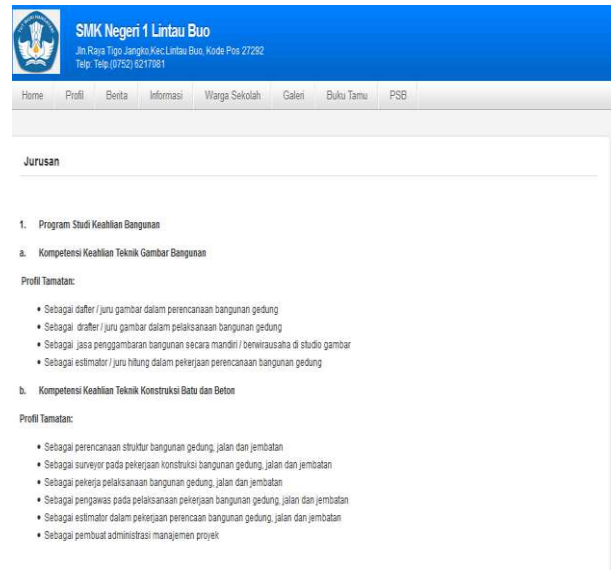 SMK Negeri 1 Lintau Buo
Jln.Raya Tigo Jangko,Kec.Lintau Buo, Kode Pos 27292
Telp: Telp.(0752) 6217081
Home Profil Berita Informasi Warga Sekolah Galeri Buku Tamu PSB
Jurusan
1. Program Studi Keahlian Bangunan
a. Kompetensi Keahlian Teknik Gambar Bangunan
Profil Tamatan:
• Sebagai dafter / juru gambar dalam perencanaan bangunan gedung
• Sebagai drafter / juru gambar dalam pelaksanaan bangunan gedung
• Sebagai jasa penggambaran bangunan secara mandiri / berwirausaha di studio gambar
• Sebagai estimator / juru hitung dalam pekerjaan perencanaan bangunan gedung
b. Kompetensi Keahlian Teknik Konstruksi Batu dan Beton
Profil Tamatan:
• Sebagai perencanaan struktur bangunan gedung, jalan dan jembatan
• Sebagai surveyor pada pekerjaan konstruksi bangunan gedung, jalan dan jembatan
• Sebagai pekerja pelaksanaan bangunan gedung, jalan dan jembatan
• Sebagai pengawas pada pelaksanaan pekerjaan bangunan gedung, jalan dan jembatan
• Sebagai estimator dalam pekerjaan perencaan bangunan gedung, jalan dan jembatan
• Sebagai pembuat administrasi manajemen proyek